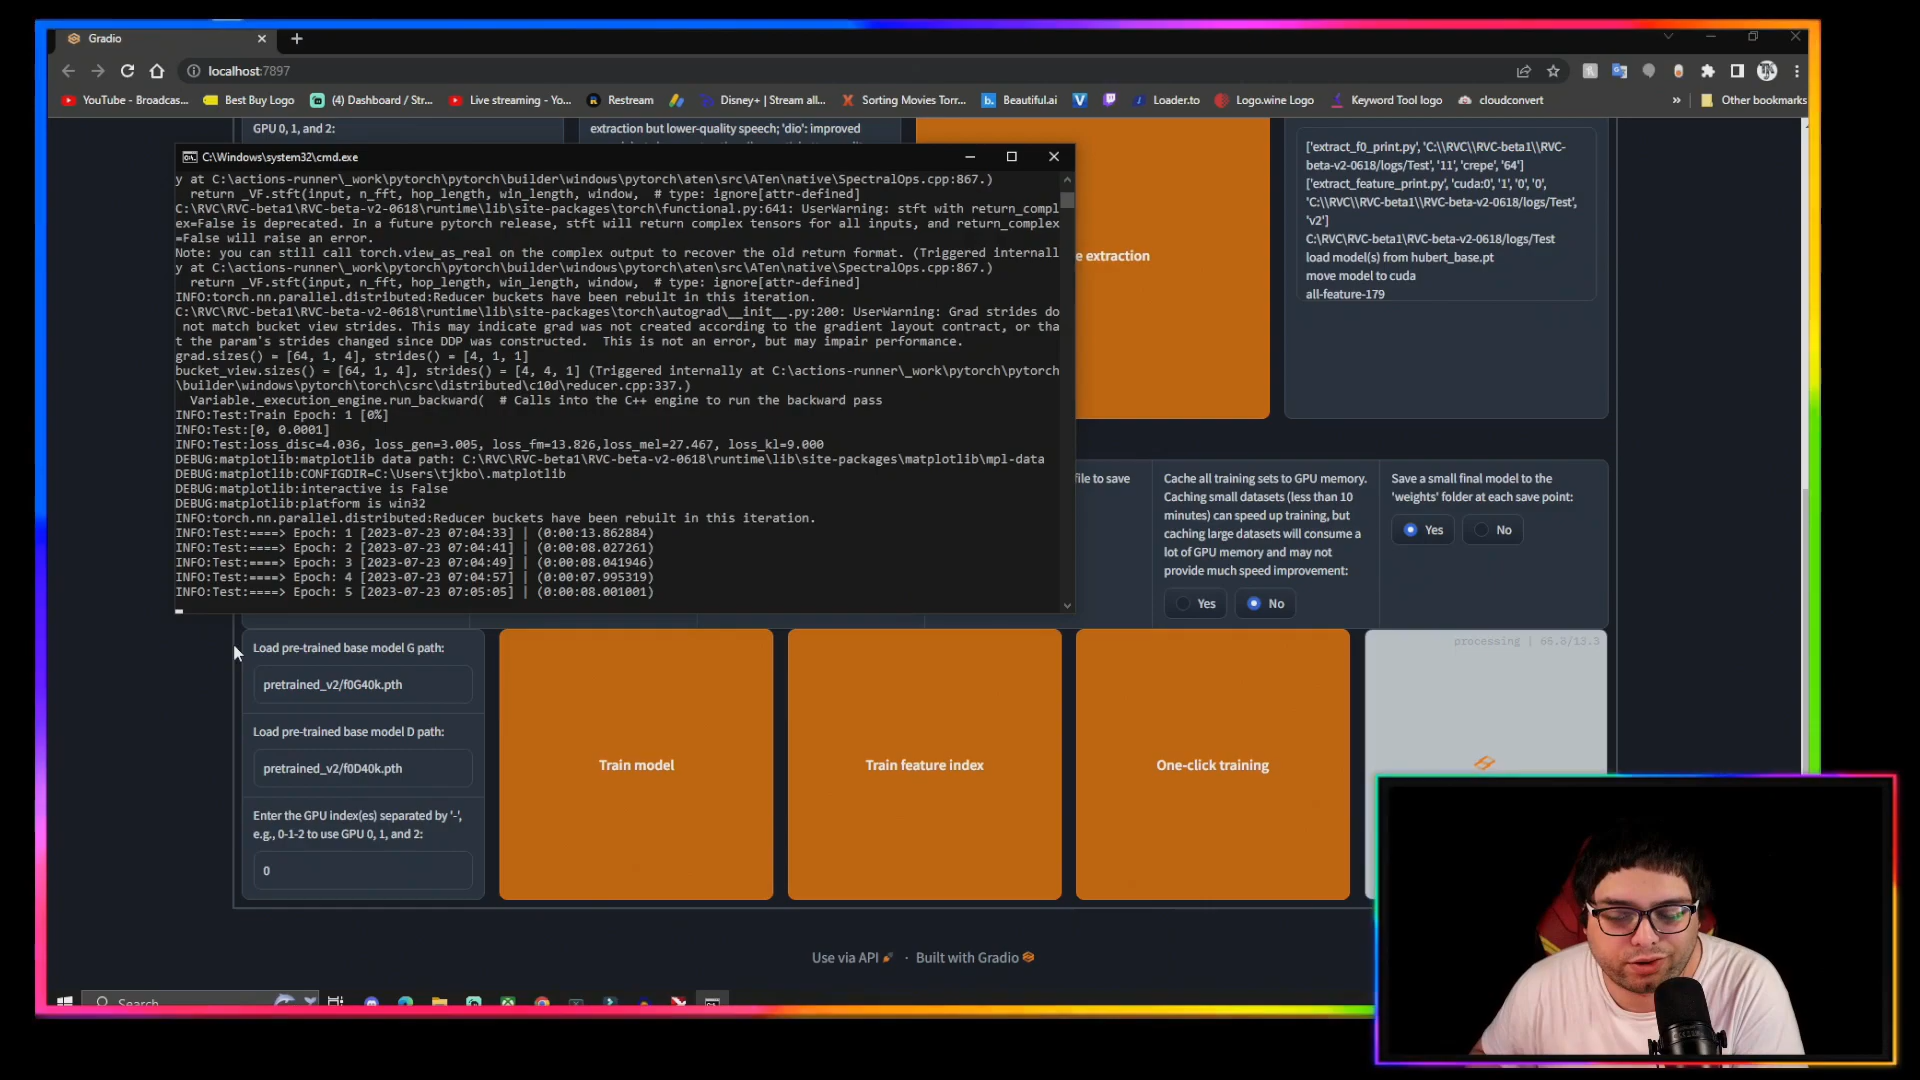 Gradio
localhost:7897
YouTube - Broadcas...
Best Buy Logo
(4) Dashboard / Str...
Live streaming - Yo...
Restream
Disney+ | Stream all...
Sorting Movies Torr...
Beautiful.ai
Loader.to
Logo.wine Logo
Keyword Tool logo
cloudconvert
»
Other bookmarks
GPU 0, 1, and 2:
extraction but lower-quality speech; 'dio': improved
C:\Windows\system32\cmd.exe
y at C:\actions-runner\_work\pytorch\pytorch\builder\windows\pytorch\aten\src\ATen\native\SpectralOps.cpp:867.)
return _VF.stft(input, n_fft, hop_length, win_length, window, # type: ignore[attr-defined]
C:\RVC\RVC-beta1\RVC-beta-v2-0618\runtime\lib\site-packages\torch\functional.py:641: UserWarning: stft with return_compl
ex=False is deprecated. In a future pytorch release, stft will return complex tensors for all inputs, and return_complex
=False will raise an error.
Note: you can still call torch.view_as_real on the complex output to recover the old return format. (Triggered internall
y at C:\actions-runner\_work\pytorch\pytorch\builder\windows\pytorch\aten\src\ATen\native\SpectralOps.cpp:867.)
return _VF.stft(input, n_fft, hop_length, win_length, window, # type: ignore[attr-defined]
INFO:torch.nn.parallel.distributed:Reducer buckets have been rebuilt in this iteration.
C:\RVC\RVC-beta1\RVC-beta-v2-0618\runtime\lib\site-packages\torch\autograd\__init__.py:200: UserWarning: Grad strides do
not match bucket view strides. This may indicate grad was not created according to the gradient layout contract, or tha
t the param's strides changed since DDP was constructed.  This is not an error, but may impair performance.
grad.sizes() = [64, 1, 4], strides() = [4, 1, 1]
bucket_view.sizes() = [64, 1, 4], strides() = [4, 4, 1] (Triggered internally at C:\actions-runner\_work\pytorch\pytorch
\builder\windows\pytorch\torch\csrc\distributed\c10d\reducer.cpp:337.)
Variable._execution_engine.run_backward(  # Calls into the C++ engine to run the backward pass
INFO:Test:Train Epoch: 1 [0%]
INFO:Test:[0, 0.0001]
INFO:Test:loss_disc=4.036, loss_gen=3.005, loss_fm=13.826,loss_mel=27.467, loss_kl=9.000
DEBUG:matplotlib:matplotlib data path: C:\RVC\RVC-beta1\RVC-beta-v2-0618\runtime\lib\site-packages\matplotlib\mpl-data
DEBUG:matplotlib:CONFIGDIR=C:\Users\tjkbo\.matplotlib
DEBUG:matplotlib:interactive is False
DEBUG:matplotlib:platform is win32
INFO:torch.nn.parallel.distributed:Reducer buckets have been rebuilt in this iteration.
INFO:Test:====> Epoch: 1 [2023-07-23 07:04:33] | (0:00:13.862884)
INFO:Test:====> Epoch: 2 [2023-07-23 07:04:41] | (0:00:08.027261)
INFO:Test:====> Epoch: 3 [2023-07-23 07:04:49] | (0:00:08.041946)
INFO:Test:====> Epoch: 4 [2023-07-23 07:04:57] | (0:00:07.995319)
INFO:Test:====> Epoch: 5 [2023-07-23 07:05:05] | (0:00:08.001001)
e extraction
['extract_f0_print.py', 'C:\\RVC\\RVC-beta1\\RVC-
beta-v2-0618/logs/Test', '11', 'crepe', '64']
['extract_feature_print.py', 'cuda:0', '1', '0', '0',
'C:\\RVC\\RVC-beta1\\RVC-beta-v2-0618/logs/Test',
'v2']
C:\RVC\RVC-beta1\RVC-beta-v2-0618/logs/Test
load model(s) from hubert_base.pt
move model to cuda
all-feature-179
file to save
Cache all training sets to GPU memory.
Caching small datasets (less than 10
minutes) can speed up training, but
caching large datasets will consume a
lot of GPU memory and may not
provide much speed improvement:
Yes
No
Save a small final model to the
'weights' folder at each save point:
Yes
No
Load pre-trained base model G path:
pretrained_v2/f0G40k.pth
Load pre-trained base model D path:
pretrained_v2/f0D40k.pth
Enter the GPU index(es) separated by '-',
e.g., 0-1-2 to use GPU 0, 1, and 2:
0
Train model
Train feature index
One-click training
processing |
Use via API
·
Built with Gradio
Search